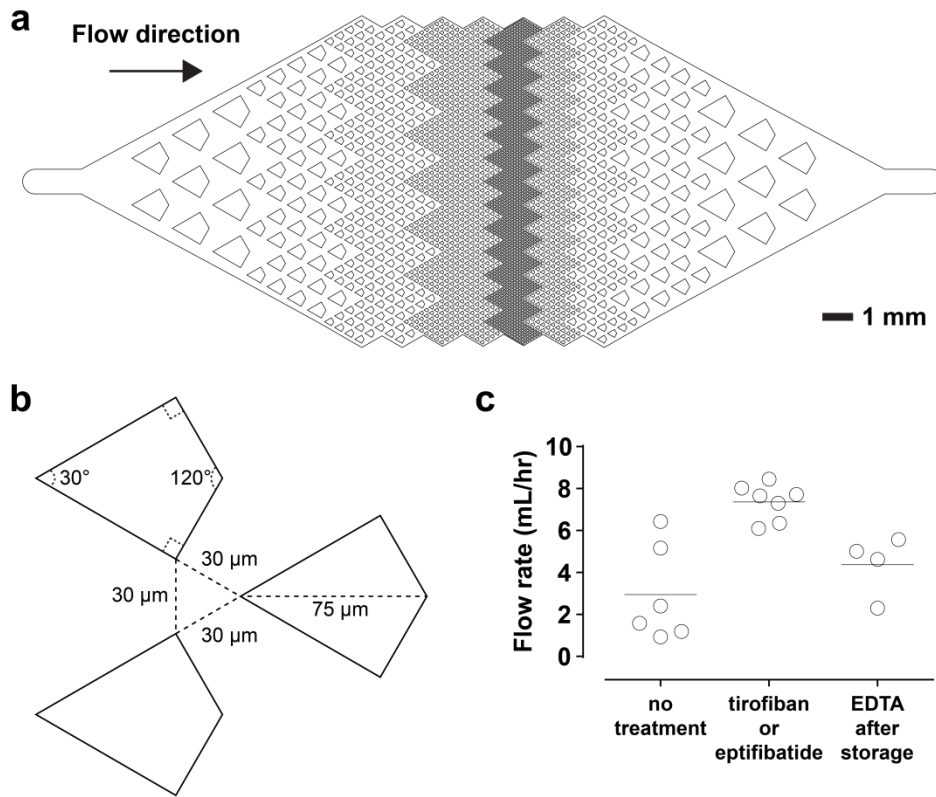 a
Flow direction
1 mm
b
30°
120°
30 µm
30 µm
30 µm
75 µm
c
Flow rate (mL/hr)
10
8
6
4
2
0
no
treatment
tirofiban
or
eptifibatide
EDTA
after
storage